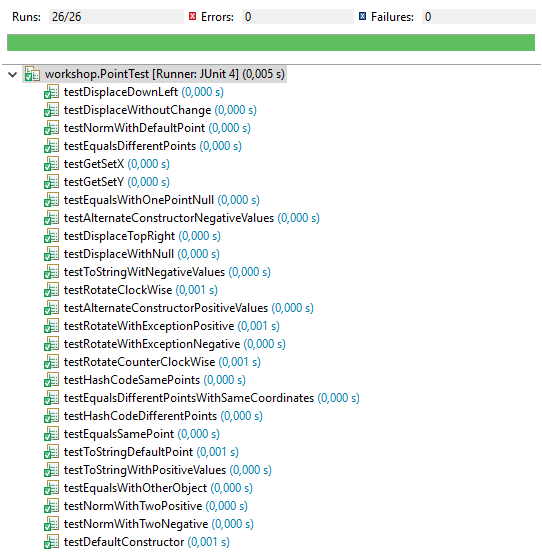 Runs: 26/26 Errors: 0 Failures: 0
workshop.PointTest [Runner: JUnit 4] (0,005 s)
testDisplaceDownLeft (0,000 s)
testDisplaceWithoutChange (0,000 s)
testNormWithDefaultPoint (0,000 s)
testEqualsDifferentPoints (0,000 s)
testGetSetX (0,000 s)
testGetSetY (0,000 s)
testEqualsWithOnePointNull (0,000 s)
testAlternateConstructorNegativeValues (0,000 s)
testDisplaceTopRight (0,000 s)
testDisplaceWithNull (0,000 s)
testToStringWitNegativeValues (0,000 s)
testRotateClockWise (0,001 s)
testAlternateConstructorPositiveValues (0,000 s)
testRotateWithExceptionPositive (0,001 s)
testRotateWithExceptionNegative (0,000 s)
testRotateCounterClockWise (0,001 s)
testHashCodeSamePoints (0,000 s)
testEqualsDifferentPointsWithSameCoordinates (0,000 s)
testHashCodeDifferentPoints (0,000 s)
testEqualsSamePoint (0,000 s)
testToStringDefaultPoint (0,001 s)
testToStringWithPositiveValues (0,000 s)
testEqualsWithOtherObject (0,000 s)
testNormWithTwoPositive (0,000 s)
testNormWithTwoNegative (0,000 s)
testDefaultConstructor (0,001 s)